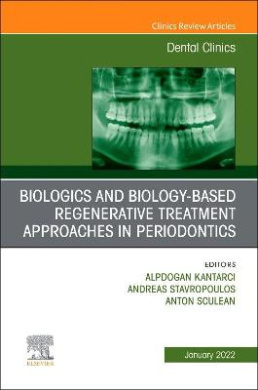 Clinics Review Articles
Dental Clinics
BIOLOGICS AND BIOLOGY-BASED
REGENERATIVE TREATMENT
APPROACHES IN PERIODONTICS
EDITORS
ALPDOGAN KANTARCI
ANDREAS STAVROPOULOS
ANTON SCULEAN
ELSEVIER
January 2022